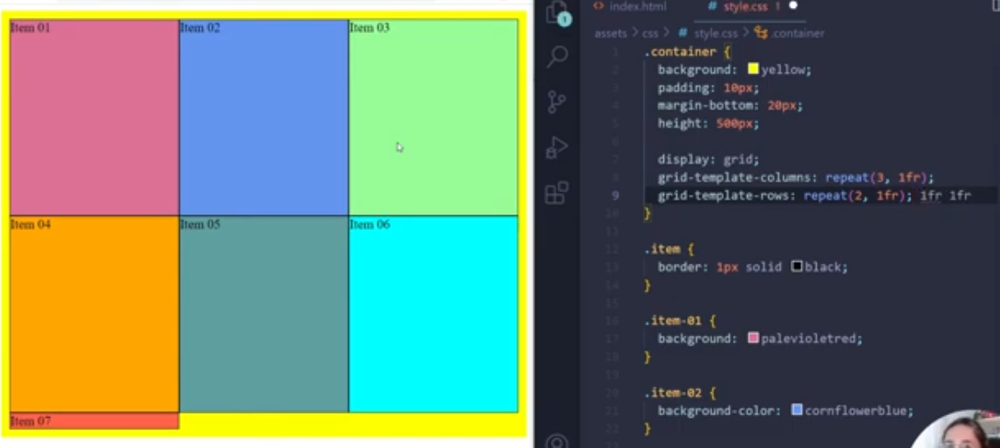 Item 01
Item 02
Item 03
Item 04
Item 05
Item 06
Item 07
1
index.html
# style.css 1
assets > css > # style.css > .container
1 .container {
2 background: yellow;
3 padding: 10px;
4 margin-bottom: 20px;
5 height: 500px;
6
7 display: grid;
8 grid-template-columns: repeat(3, 1fr);
9 grid-template-rows: repeat(2, 1fr); 1fr 1fr
10 }
11
12 .item {
13 border: 1px solid black;
14 }
15
16 .item-01 {
17 background: palevioletred;
18 }
19
20 .item-02 {
21 background-color: cornflowerblue;
22 }